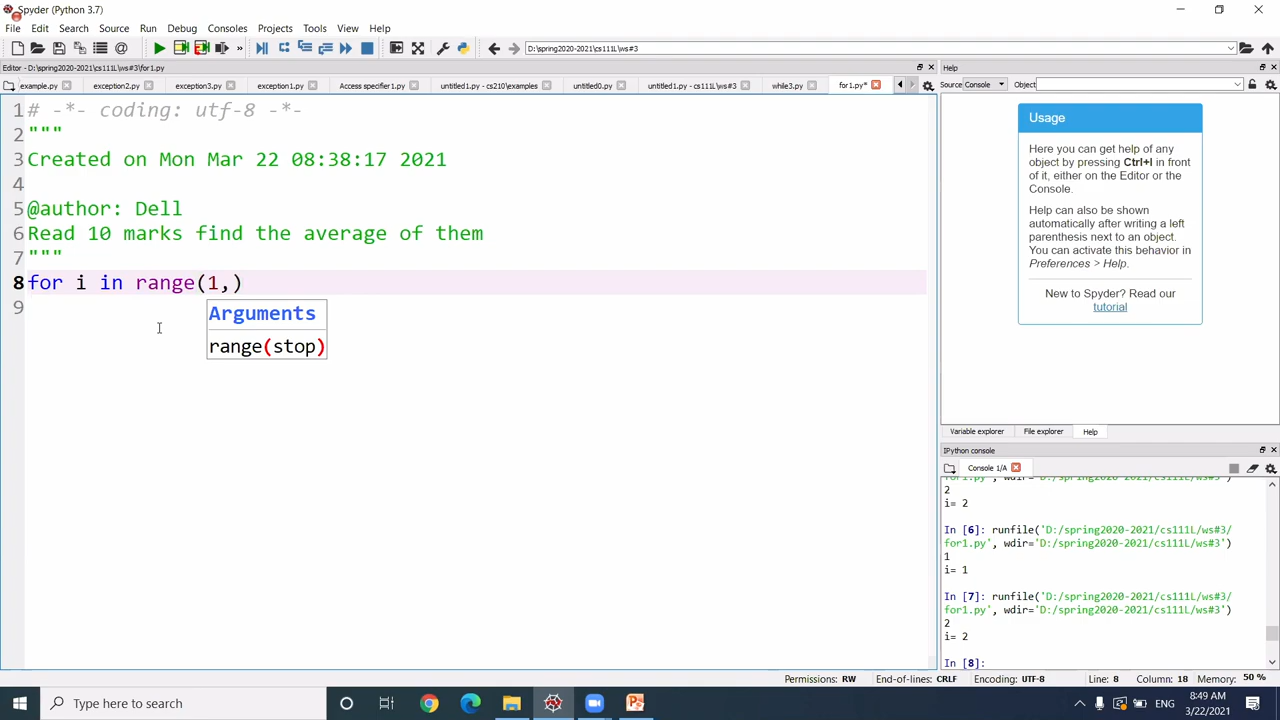 Spyder (Python 3.7)
File Edit Search Source Run Debug Consoles Projects Tools View Help
D:\spring2020-2021\cs111L\ws#3
Editor - D:\spring2020-2021\cs111L\ws#3\for1.py
example.py exception2.py exception3.py exception1.py Access specifier1.py untitled1.py - cs210\examples untitled0.py untitled1.py - cs111L\ws#3 while3.py for1.py*
1 # -*- coding: utf-8 -*-
2 """
3 Created on Mon Mar 22 08:38:17 2021
4
5 @author: Dell
6 Read 10 marks find the average of them
7 """
8 for i in range(1,)
9
Arguments
range(stop)
Help
Source Console Object
Usage
Here you can get help of any
object by pressing Ctrl+I in front
of it, either on the Editor or the
Console.
Help can also be shown
automatically after writing a left
parenthesis next to an object.
You can activate this behavior in
Preferences > Help.
New to Spyder? Read our
tutorial
Variable explorer File explorer Help
IPython console
Console 1/A
for1.py', wdir='D:/spring2020-2021/cs111L/ws#3')
2
i= 2
In [6]: runfile('D:/spring2020-2021/cs111L/ws#3/
for1.py', wdir='D:/spring2020-2021/cs111L/ws#3')
1
i= 1
In [7]: runfile('D:/spring2020-2021/cs111L/ws#3/
for1.py', wdir='D:/spring2020-2021/cs111L/ws#3')
2
i= 2
In [8]:
Permissions: RW End-of-lines: CRLF Encoding: UTF-8 Line: 8 Column: 18 Memory: 50 %
Type here to search
ENG
8:49 AM
3/22/2021